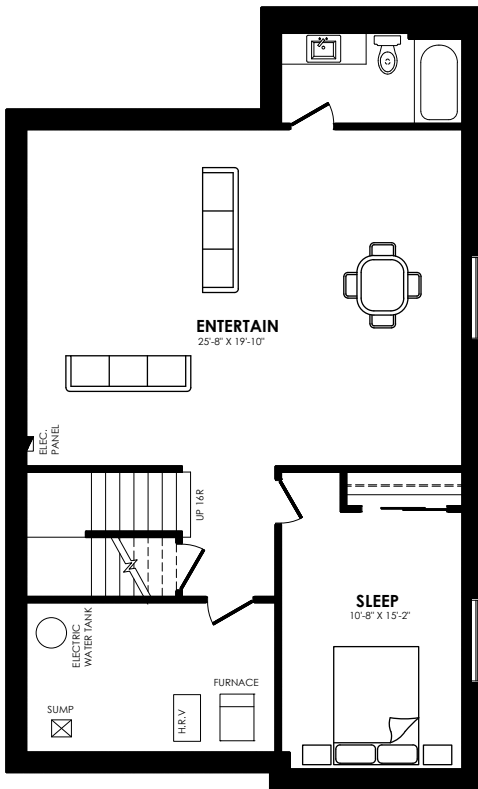 ENTERTAIN
25'-8" X 19'-10"
ELEC.
PANEL
UP 16R
SLEEP
10'-8" X 15'-2"
ELECTRIC
WATER TANK
FURNACE
SUMP
H.R.V